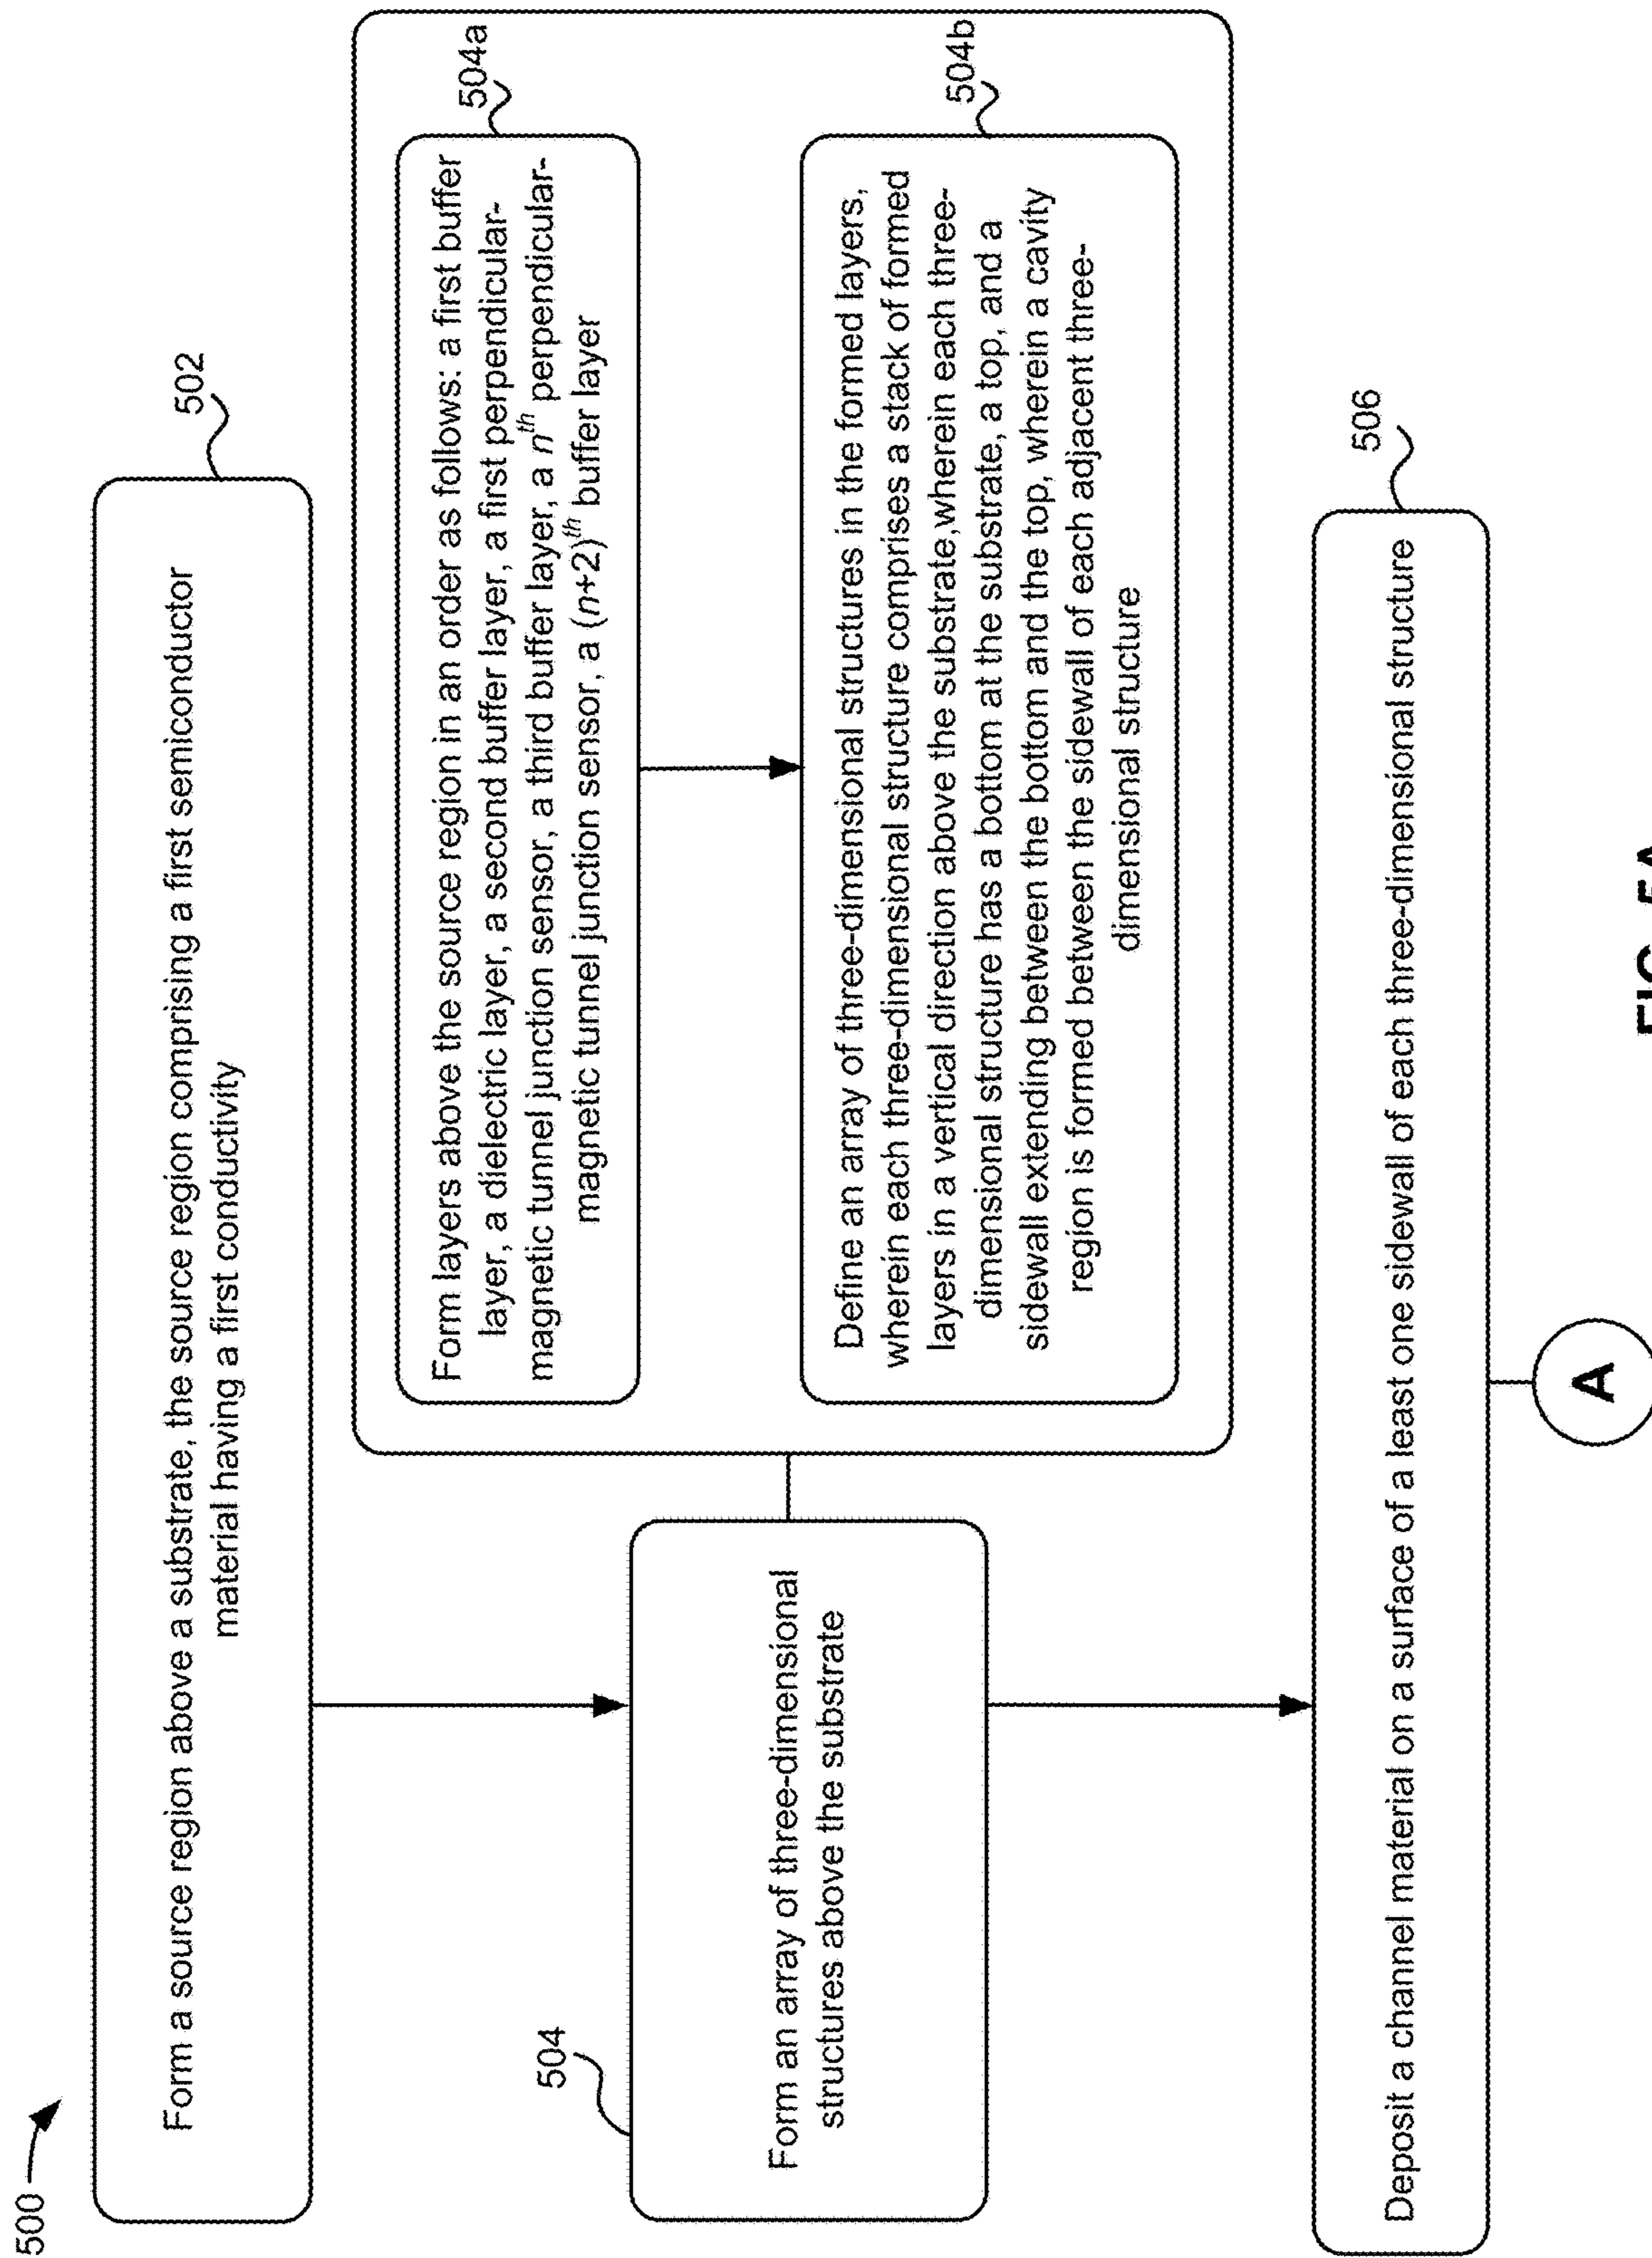 500
502
Form a source region above a substrate, the source region comprising a first semiconductor
material having a first conductivity
504
Form an array of three-dimensional
structures above the substrate
504a
Form layers above the source region in an order as follows: a first buffer
layer, a dielectric layer, a second buffer layer, a first perpendicular-
magnetic tunnel junction sensor, a third buffer layer, a nth perpendicular-
magnetic tunnel junction sensor, a (n+2)th buffer layer
504b
Define an array of three-dimensional structures in the formed layers,
wherein each three-dimensional structure comprises a stack of formed
layers in a vertical direction above the substrate,wherein each three-
dimensional structure has a bottom at the substrate, a top, and a
sidewall extending between the bottom and the top, wherein a cavity
region is formed between the sidewall of each adjacent three-
dimensional structure
506
Deposit a channel material on a surface of a least one sidewall of each three-dimensional structure
A
FIG. 5A